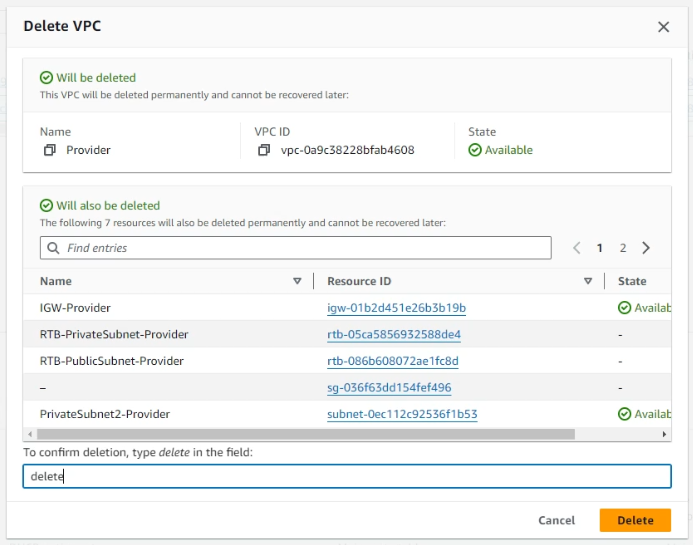 Delete VPC
Will be deleted
This VPC will be deleted permanently and cannot be recovered later:
Name VPC ID State
Provider vpc-0a9c38228bfab4608 Available
Will also be deleted
The following 7 resources will also be deleted permanently and cannot be recovered later:
Find entries 1 2
Name Resource ID State
IGW-Provider igw-01b2d451e26b3b19b Availab
RTB-PrivateSubnet-Provider rtb-05ca5856932588de4 -
RTB-PublicSubnet-Provider rtb-086b608072ae1fc8d -
– sg-036f63dd154fef496 -
PrivateSubnet2-Provider subnet-0ec112c92536f1b53 Availab
To confirm deletion, type delete in the field:
delete
Cancel Delete